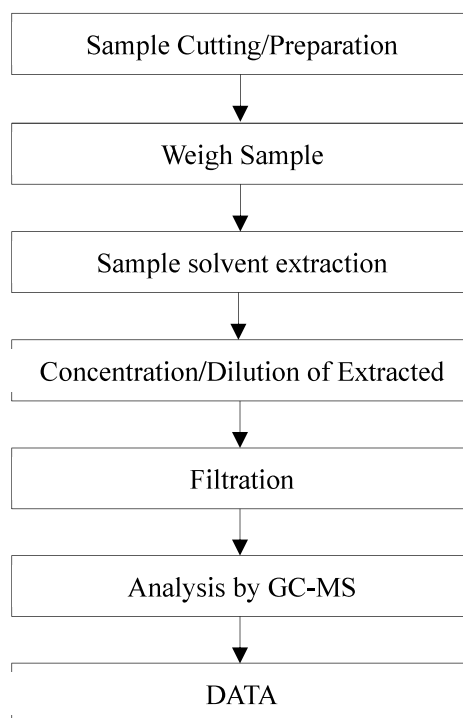 Sample Cutting/Preparation
Weigh Sample
Sample solvent extraction
Concentration/Dilution of Extracted
Filtration
Analysis by GC-MS
DATA